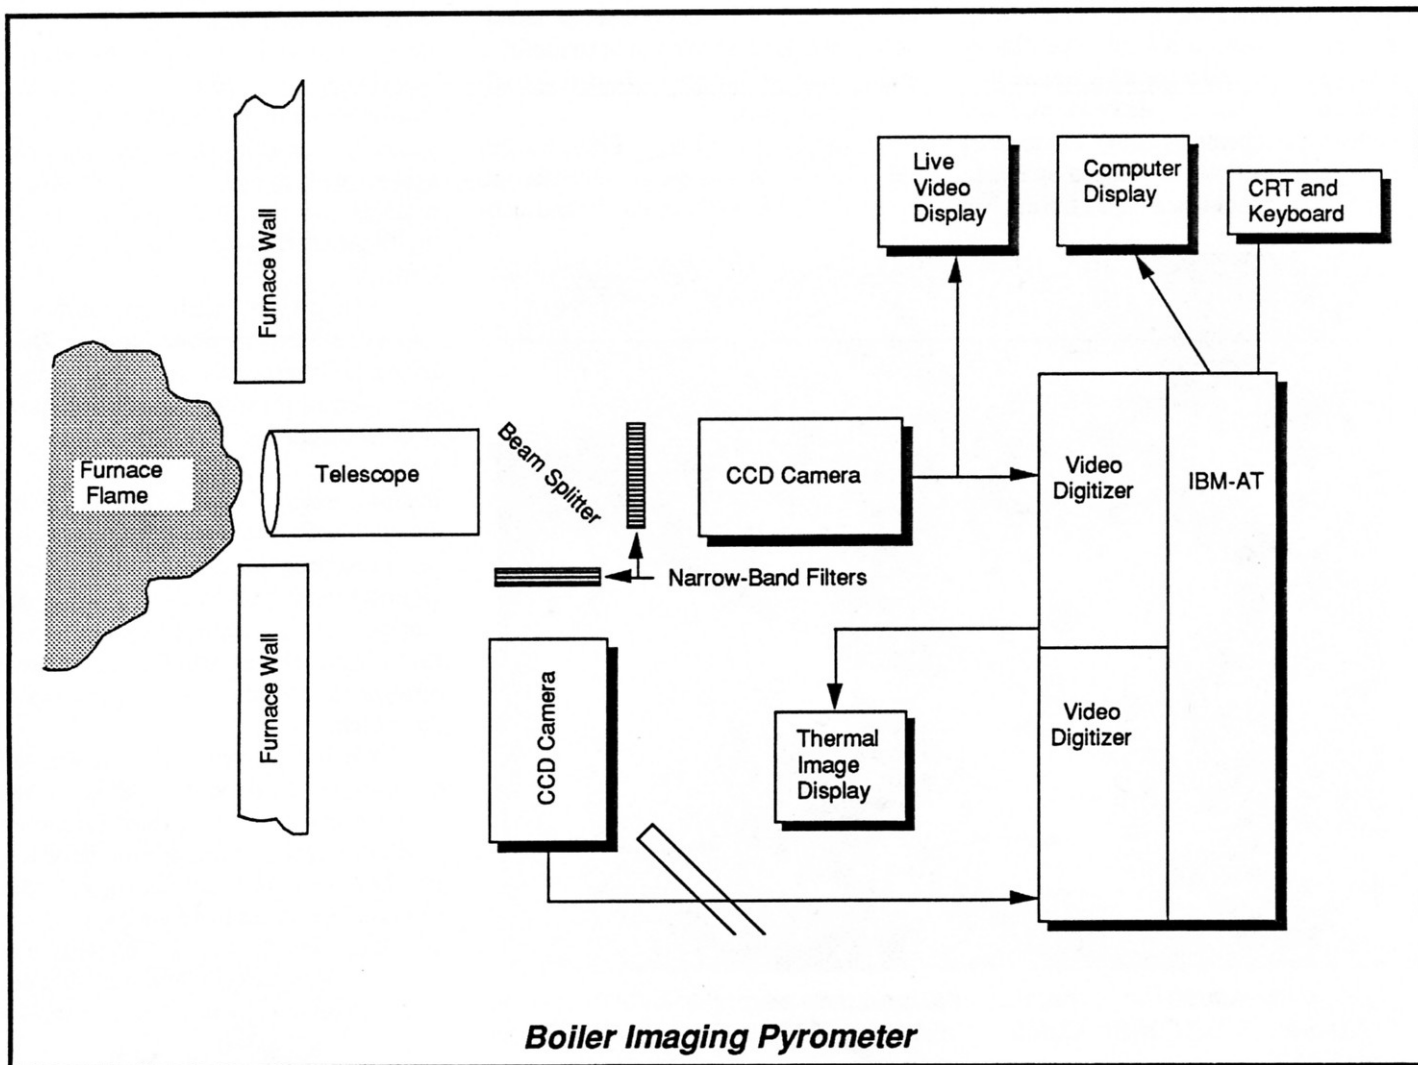 Live
Video
Display
Computer
Display
CRT and
Keyboard
Furnace Wall
Furnace
Flame
Telescope
Beam Splitter
CCD Camera
Video
Digitizer
IBM-AT
Narrow-Band Filters
Furnace Wall
CCD Camera
Thermal
Image
Display
Video
Digitizer
Boiler Imaging Pyrometer